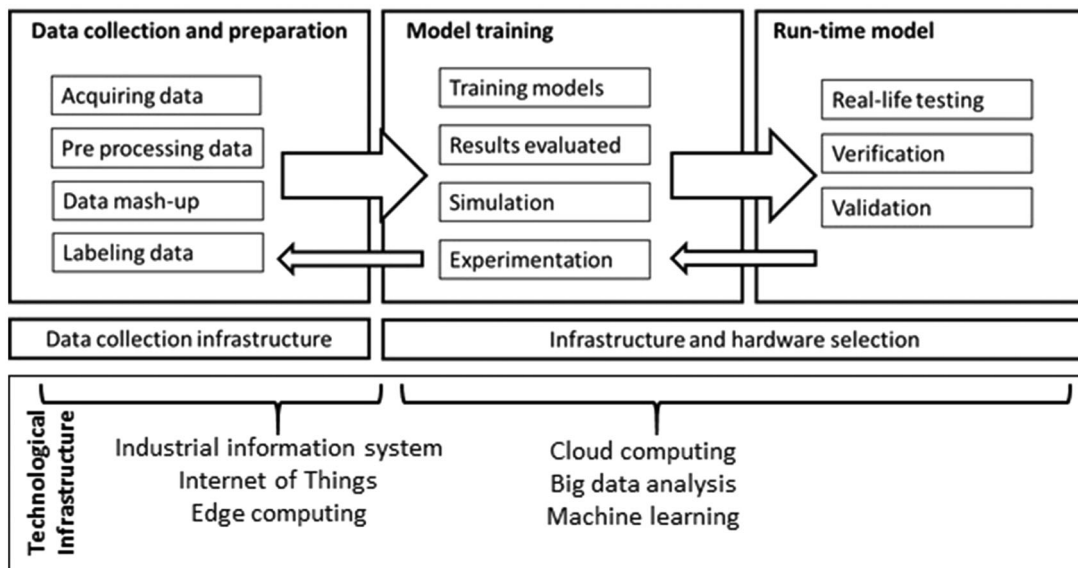 Data collection and preparation
Acquiring data
Pre processing data
Data mash-up
Labeling data
Model training
Training models
Results evaluated
Simulation
Experimentation
Run-time model
Real-life testing
Verification
Validation
Data collection infrastructure
Infrastructure and hardware selection
Technological
Infrastructure
Industrial information system
Internet of Things
Edge computing
Cloud computing
Big data analysis
Machine learning